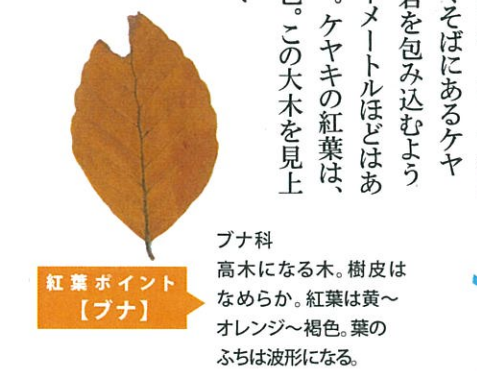 そばにあるケヤ
を包み込むよう
メートルほどはあ
。ケヤキの紅葉は、
。この大木を見上
紅葉ポイント
【ブナ】
ブナ科
高木になる木。樹皮は
なめらか。紅葉は黄～
オレンジ～褐色。葉の
ふちは波形になる。